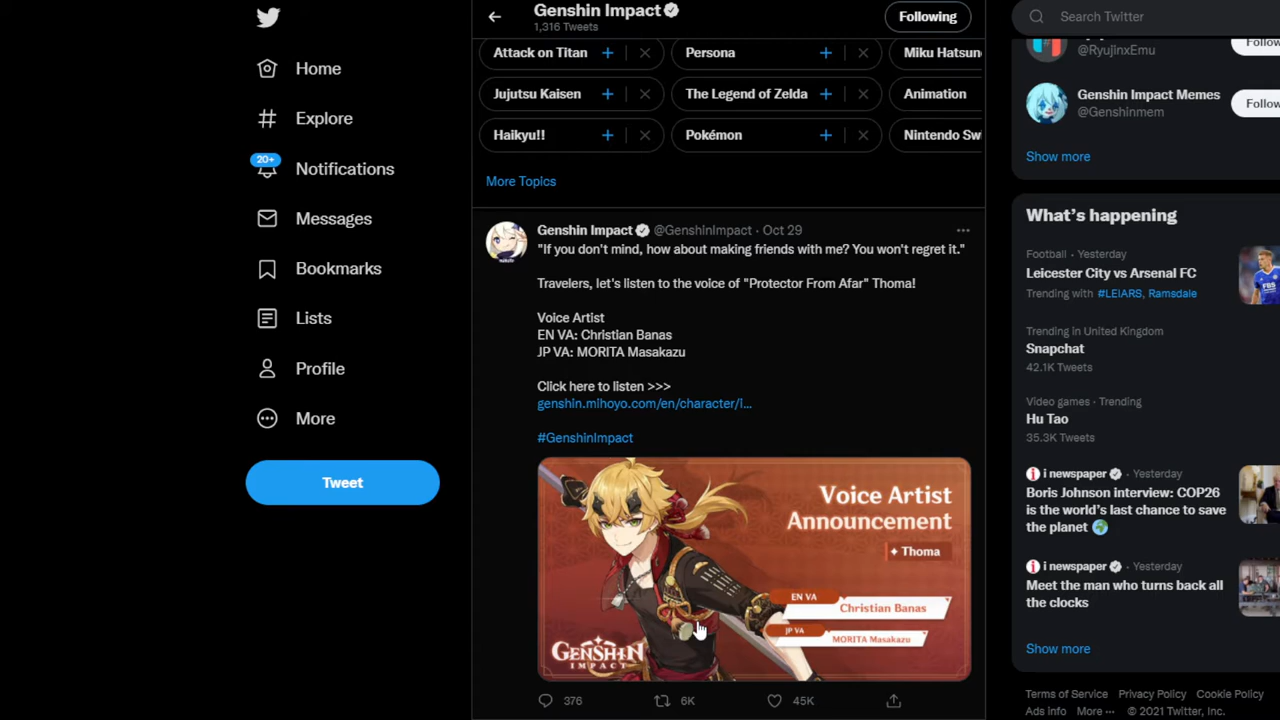 Home
Explore
20+
Notifications
Messages
Bookmarks
Lists
Profile
More
Tweet
Genshin Impact
1,316 Tweets
Following
Attack on Titan
Persona
Miku Hatsun
Jujutsu Kaisen
The Legend of Zelda
Animation
Haikyu!!
Pokémon
Nintendo Sw
More Topics
Genshin Impact @GenshinImpact · Oct 29
"If you don't mind, how about making friends with me? You won't regret it."
Travelers, let's listen to the voice of "Protector From Afar" Thoma!
Voice Artist
EN VA: Christian Banas
JP VA: MORITA Masakazu
Click here to listen >>>
genshin.mihoyo.com/en/character/i...
#GenshinImpact
Voice Artist
Announcement
Thoma
EN VA
Christian Banas
JP VA
MORITA Masakazu
GENSHIN
IMPACT
376
6K
45K
Search Twitter
@RyujinxEmu
Follow
Genshin Impact Memes
@Genshinmem
Follow
Show more
What's happening
Football · Yesterday
Leicester City vs Arsenal FC
Trending with #LEIARS, Ramsdale
Trending in United Kingdom
Snapchat
42.1K Tweets
Video games · Trending
Hu Tao
35.3K Tweets
i newspaper · Yesterday
Boris Johnson interview: COP26
is the world's last chance to save
the planet
i newspaper · Yesterday
Meet the man who turns back all
the clocks
Show more
Terms of Service Privacy Policy Cookie Policy
Ads info More ··· © 2021 Twitter, Inc.